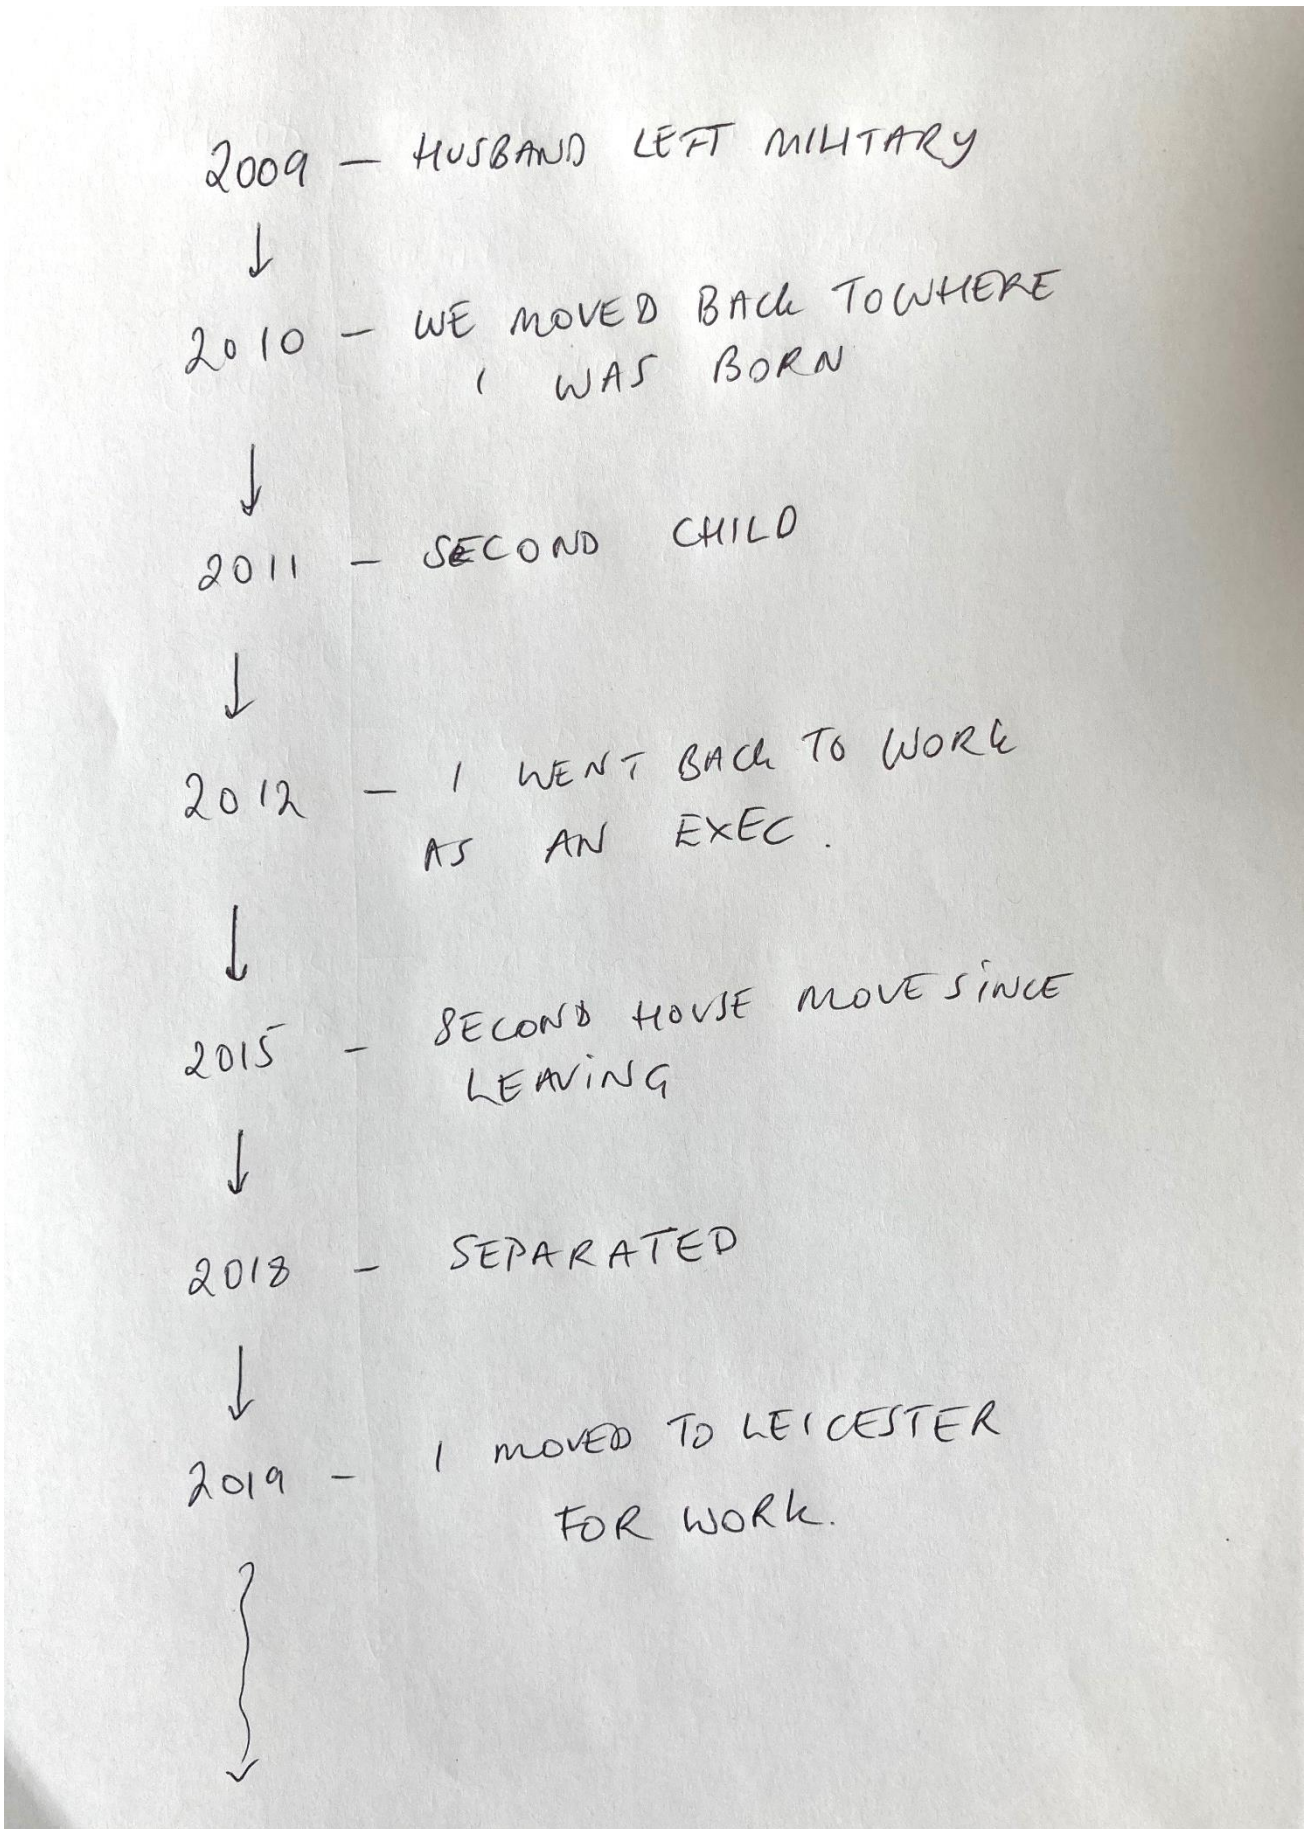 2009 – HUSBAND LEFT MILITARY
↓
2010 – WE MOVED BACK TO WHERE
I WAS BORN
↓
2011 – SECOND CHILD
↓
2012 – I WENT BACK TO WORK
AS AN EXEC.
↓
2015 – SECOND HOUSE MOVE SINCE
LEAVING
↓
2018 – SEPARATED
↓
2019 – I MOVED TO LEICESTER
FOR WORK.
↓